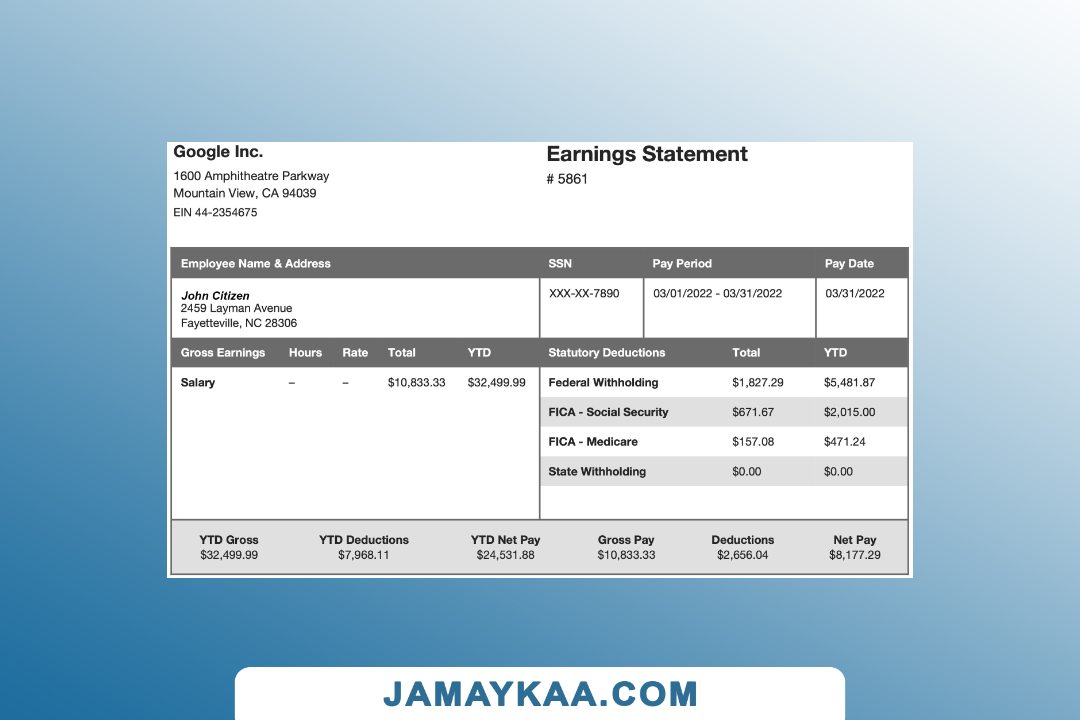 Google Inc.
1600 Amphitheatre Parkway
Mountain View, CA 94039
EIN 44-2354675
Earnings Statement
# 5861
Employee Name & Address SSN Pay Period Pay Date
John Citizen
2459 Layman Avenue
Fayetteville, NC 28306
XXX-XX-7890 03/01/2022 - 03/31/2022 03/31/2022
Gross Earnings Hours Rate Total YTD
Salary – – $10,833.33 $32,499.99
Statutory Deductions Total YTD
Federal Withholding $1,827.29 $5,481.87
FICA - Social Security $671.67 $2,015.00
FICA - Medicare $157.08 $471.24
State Withholding $0.00 $0.00
YTD Gross YTD Deductions YTD Net Pay Gross Pay Deductions Net Pay
$32,499.99 $7,968.11 $24,531.88 $10,833.33 $2,656.04 $8,177.29
JAMAYKAA.COM